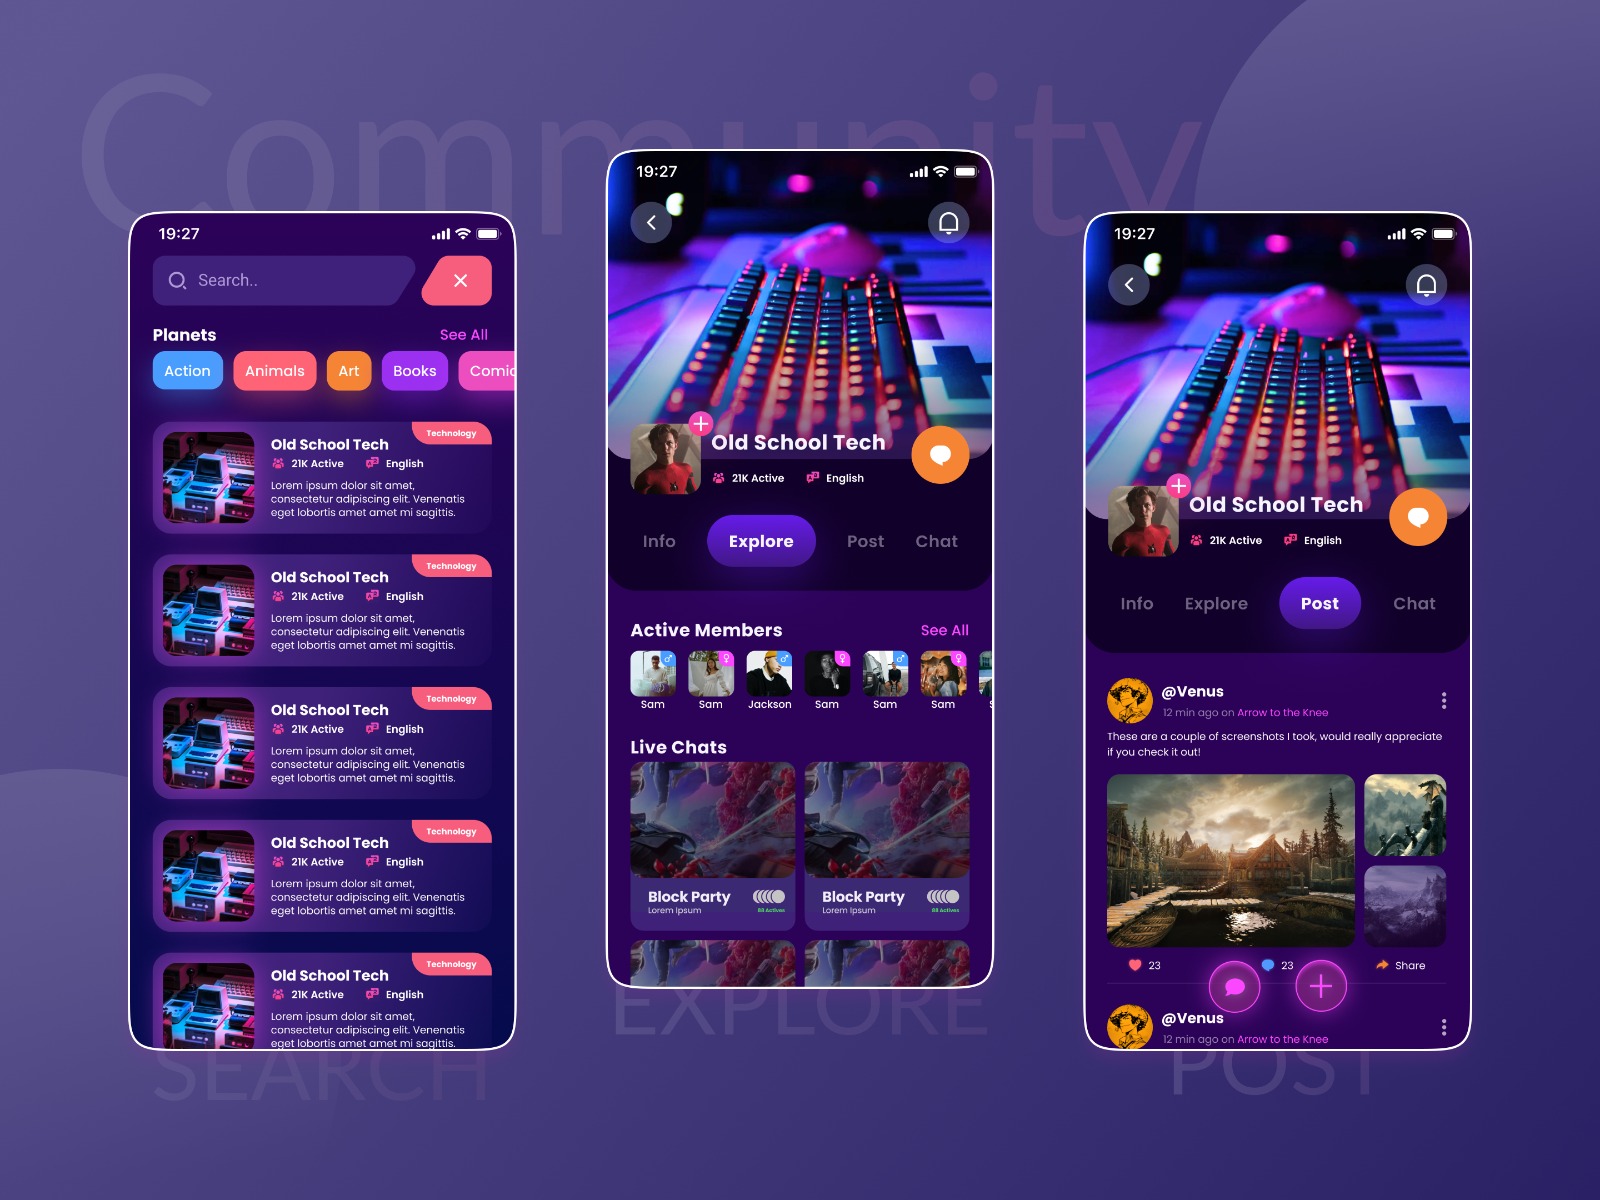 Community
19:27
Search..
Planets
See All
Action
Animals
Art
Books
Comic
Technology
Old School Tech
21K Active
English
Lorem ipsum dolor sit amet,
consectetur adipiscing elit. Venenatis
eget lobortis amet amet mi sagittis.
Technology
Old School Tech
21K Active
English
Lorem ipsum dolor sit amet,
consectetur adipiscing elit. Venenatis
eget lobortis amet amet mi sagittis.
Technology
Old School Tech
21K Active
English
Lorem ipsum dolor sit amet,
consectetur adipiscing elit. Venenatis
eget lobortis amet amet mi sagittis.
Technology
Old School Tech
21K Active
English
Lorem ipsum dolor sit amet,
consectetur adipiscing elit. Venenatis
eget lobortis amet amet mi sagittis.
Technology
Old School Tech
21K Active
English
Lorem ipsum dolor sit amet,
consectetur adipiscing elit. Venenatis
eget lobortis amet amet mi sagittis.
SEARCH
19:27
Old School Tech
21K Active
English
Info
Explore
Post
Chat
Active Members
See All
Sam
Sam
Jackson
Sam
Sam
Sam
Live Chats
Block Party
Lorem Ipsum
88 Actives
Block Party
Lorem Ipsum
88 Actives
EXPLORE
19:27
Old School Tech
21K Active
English
Info
Explore
Post
Chat
@Venus
12 min ago on Arrow to the Knee
These are a couple of screenshots I took, would really appreciate
if you check it out!
23
23
Share
@Venus
12 min ago on Arrow to the Knee
POST